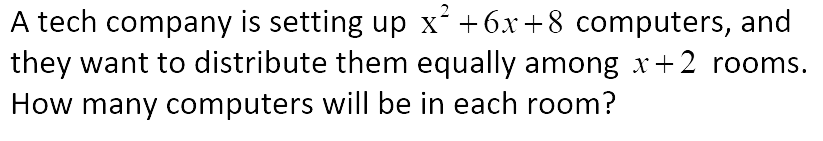 A tech company is setting up x² + 6x + 8 computers, and
they want to distribute them equally among x + 2 rooms.
How many computers will be in each room?